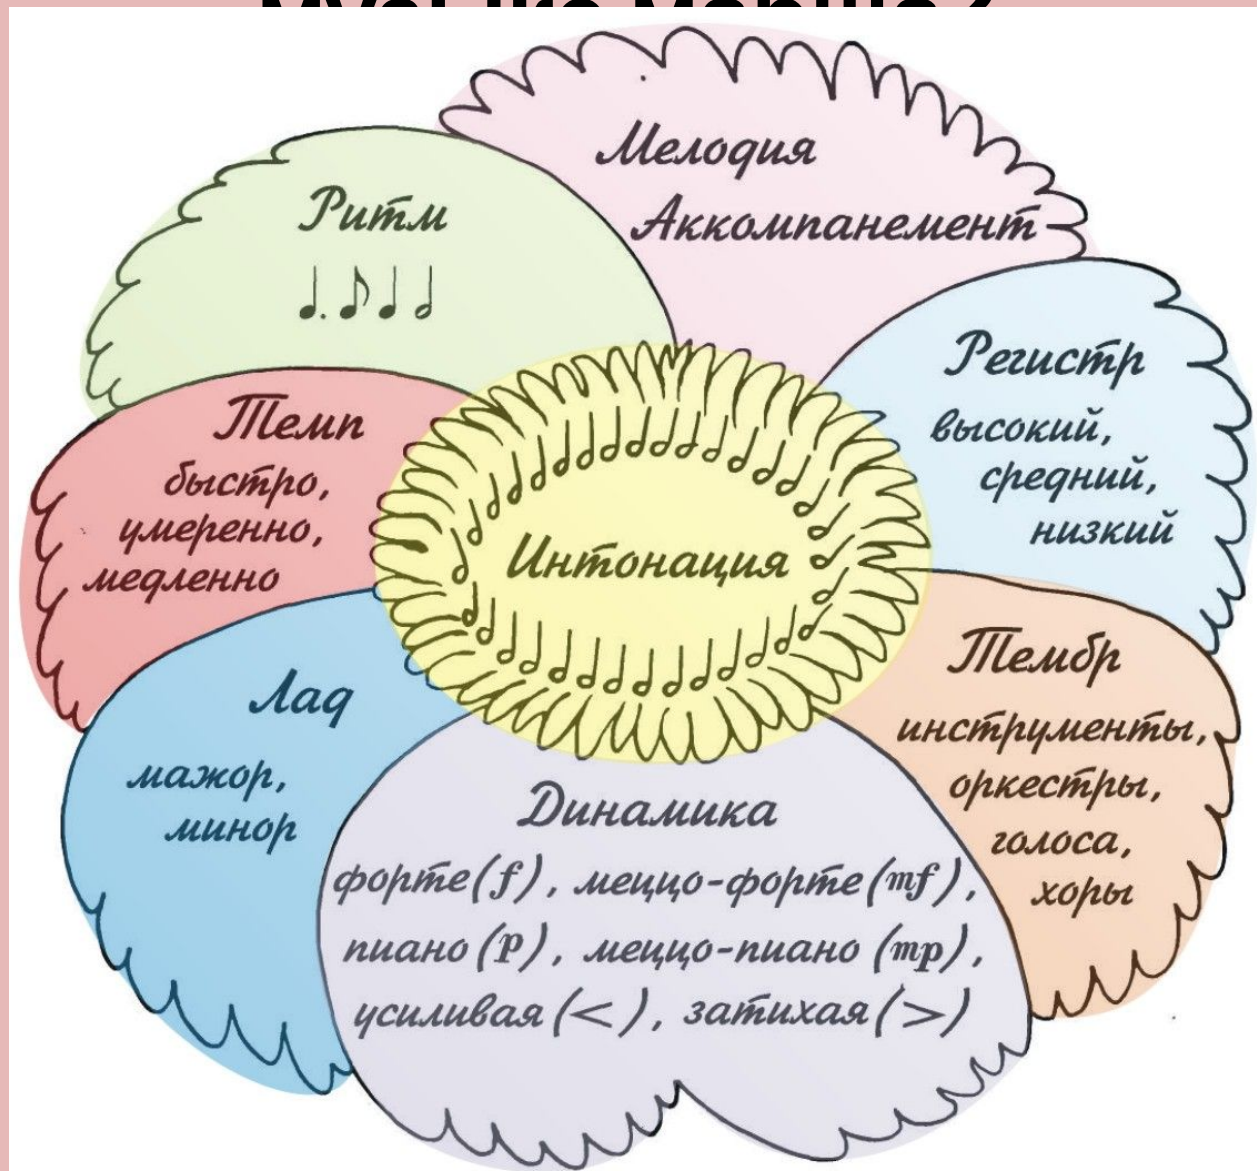 Мелодия
Аккомпанемент
Ритм
Регистр
высокий,
средний,
низкий
Темп
быстро,
умеренно,
медленно
Интонация
Тембр
инструменты,
оркестры,
голоса,
хоры
Лад
мажор,
минор
Динамика
форте (f), меццо-форте (mf),
пиано (p), меццо-пиано (mp),
усиливая (<), затихая (>)